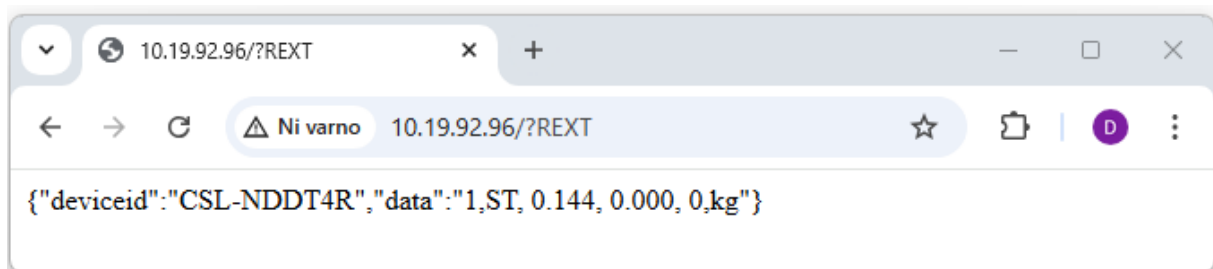 10.19.92.96/?REXT
Ni varno 10.19.92.96/?REXT
D
{"deviceid":"CSL-NDDT4R","data":"1,ST, 0.144, 0.000, 0,kg"}